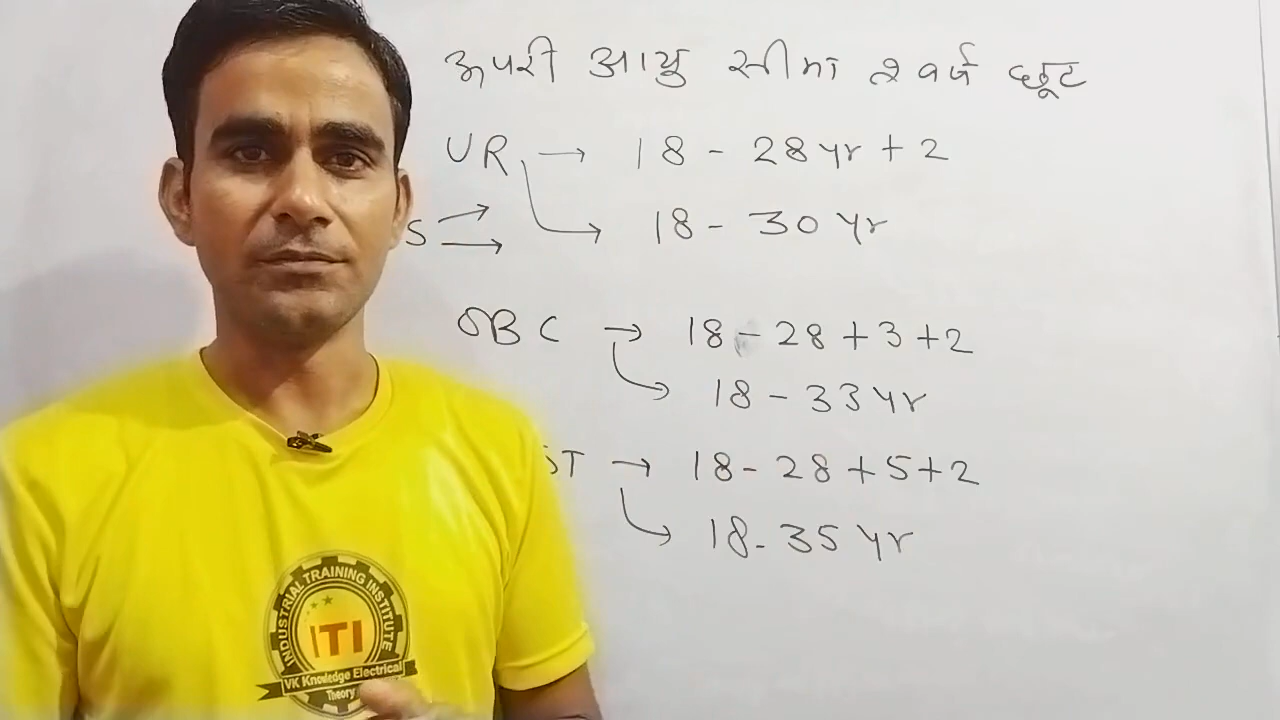 ऊपरी आयु सीमा 2 वर्ज छूट
UR → 18 - 28 yr + 2
18 - 30 yr
S
OBC → 18 - 28 + 3 + 2
18 - 33 yr
ST → 18 - 28 + 5 + 2
18 - 35 yr
INDUSTRIAL TRAINING INSTITUTE
ITI
VK Knowledge Electrical
Theory